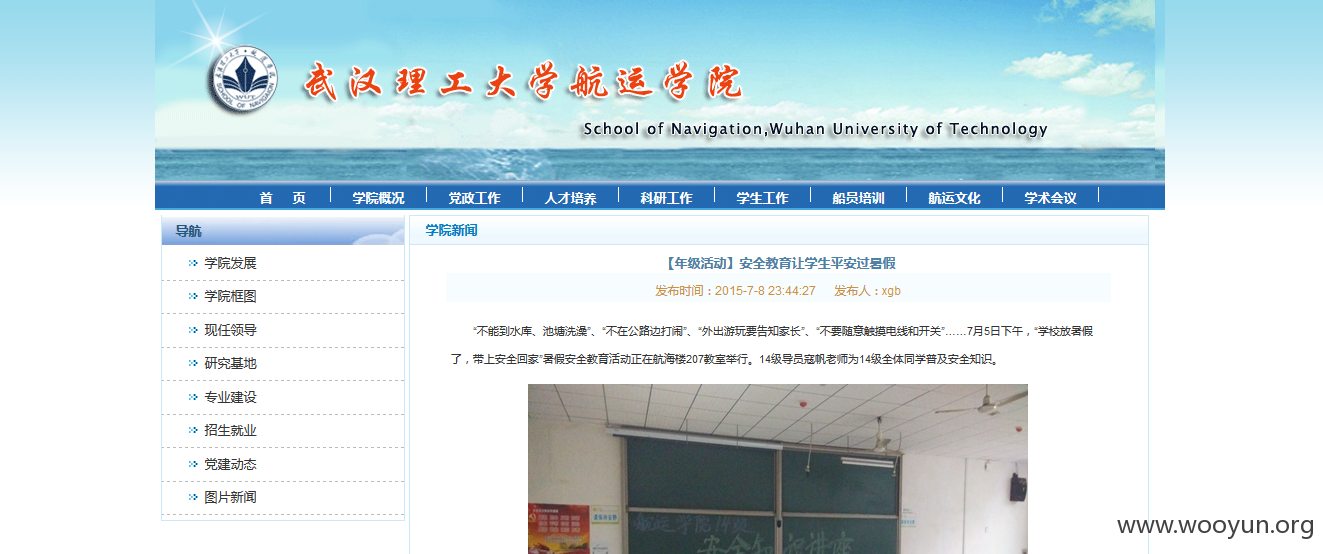 武汉理工大学航运学院
School of Navigation,Wuhan University of Technology
SCHOOL OF NAVIGATION
WUT
首 页 学院概况 党政工作 人才培养 科研工作 学生工作 船员培训 航运文化 学术会议
导航
学院发展
学院框图
现任领导
研究基地
专业建设
招生就业
党建动态
图片新闻
学院新闻
【年级活动】安全教育让学生平安过暑假
发布时间：2015-7-8 23:44:27 发布人：xgb
“不能到水库、池塘洗澡”、“不在公路边打闹”、“外出游玩要告知家长”、“不要随意触摸电线和开关”……7月5日下午，“学校放暑假
了，带上安全回家”暑假安全教育活动正在航海楼207教室举行。14级导员寇帆老师为14级全体同学普及安全知识。
航运学院14级
安全知识讲座
www.wooyun.org